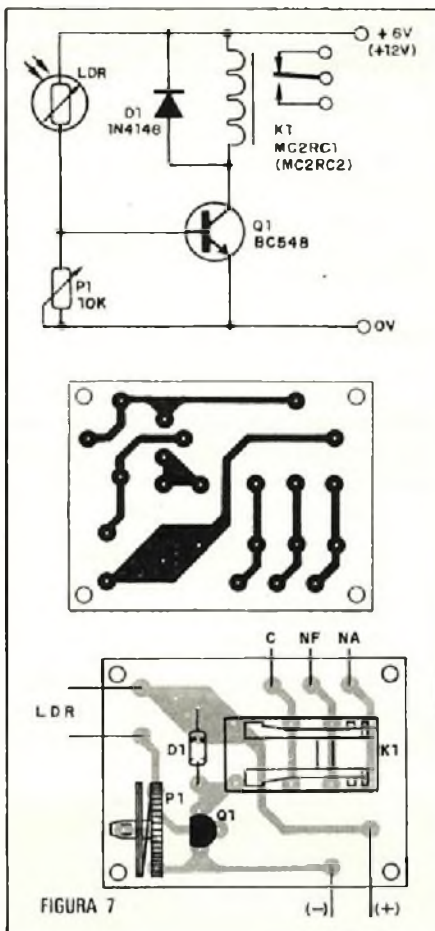 + 6V
(+12V)
LDR
D1
1N4148
K1
MC2RC1
(MC2RC2)
Q1
BC548
P1
10K
0V
C NF NA
LDR
D1
K1
P1
Q1
(-) (+)
FIGURA 7